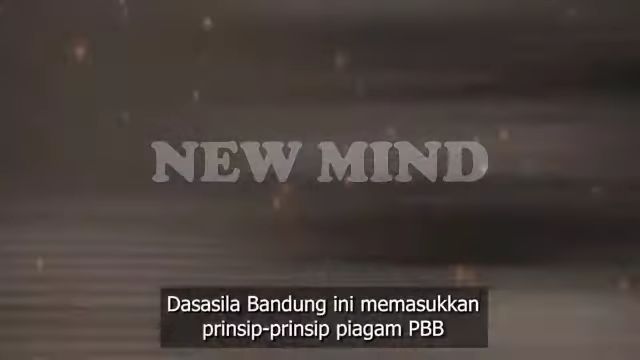 NEW MIND
Dasasila Bandung ini memasukkan
prinsip-prinsip piagam PBB